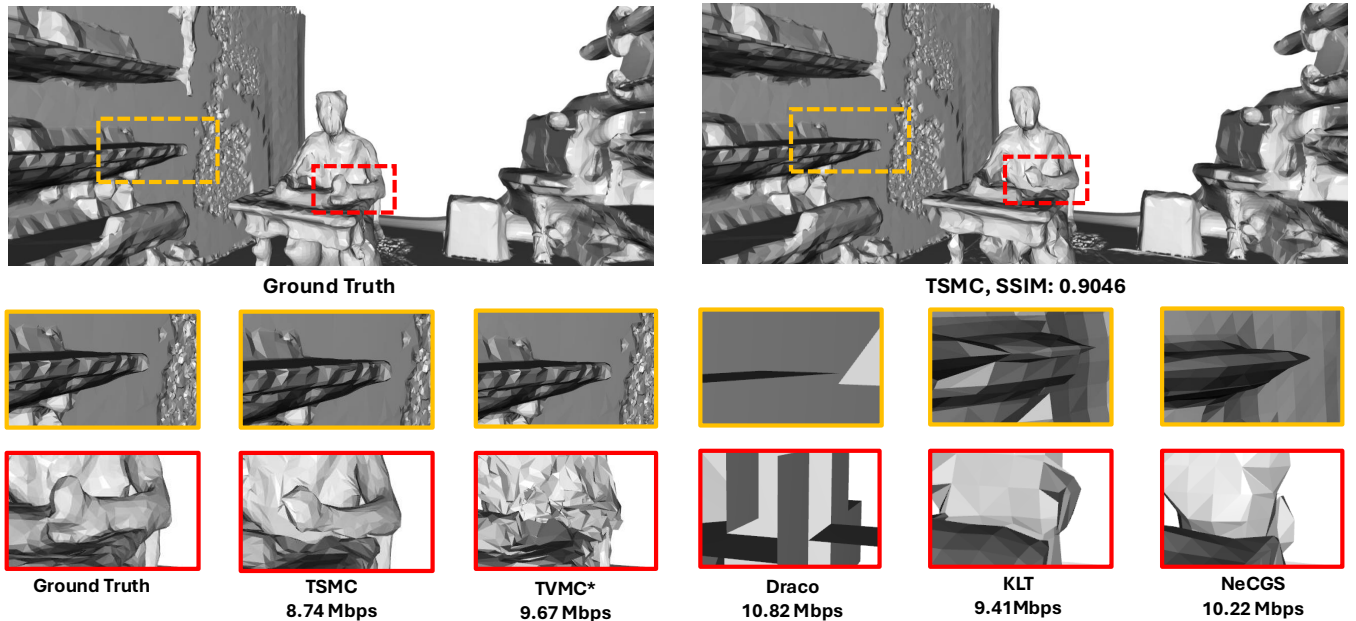 Ground Truth
TSMC, SSIM: 0.9046
Ground Truth
TSMC
8.74 Mbps
TVMC*
9.67 Mbps
Draco
10.82 Mbps
KLT
9.41Mbps
NeCGS
10.22 Mbps